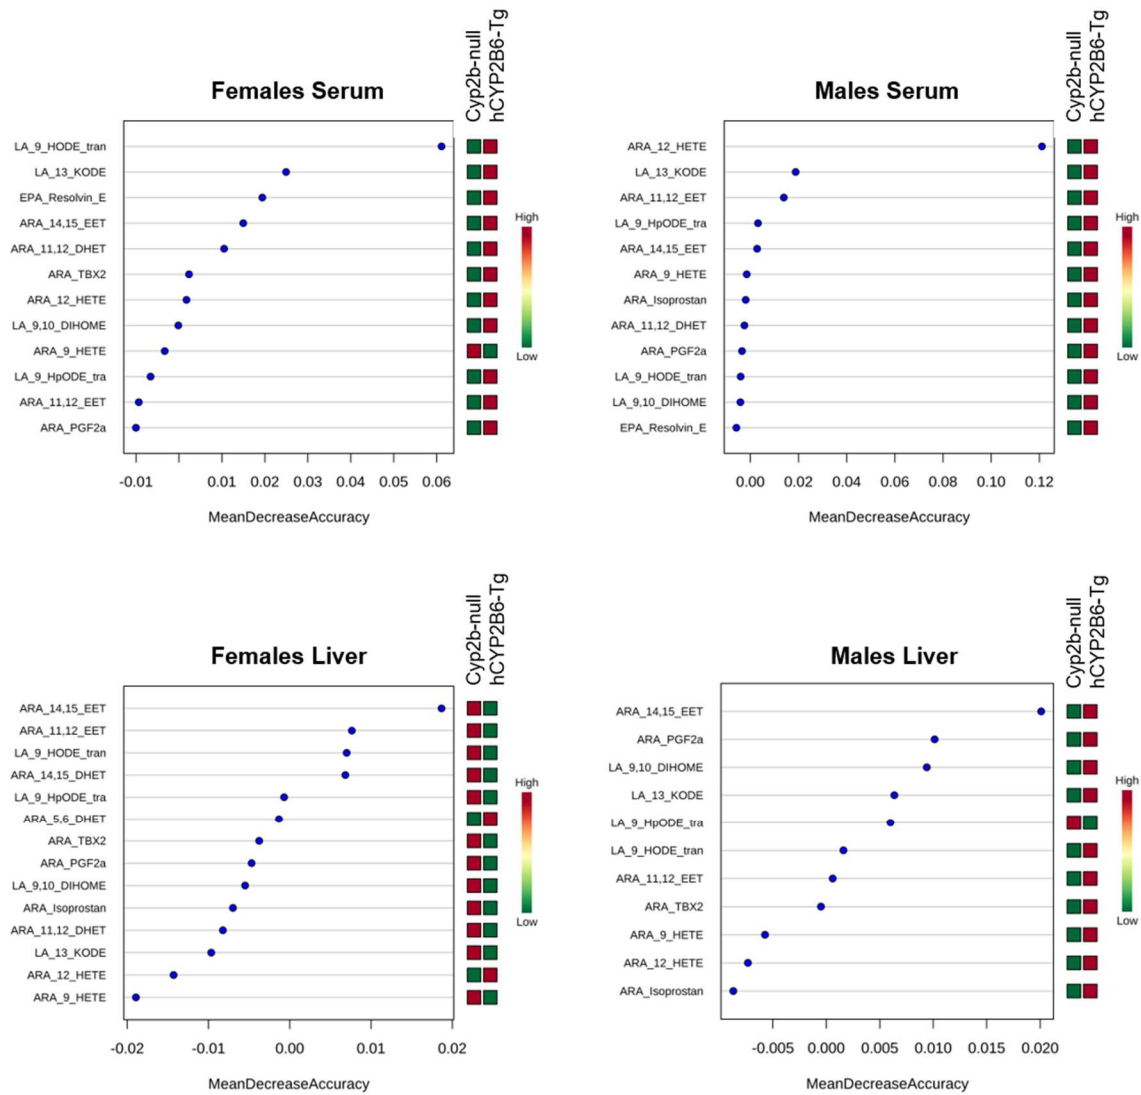 Females Serum
Cyp2b-null
hCYP2B6-Tg
LA_9_HODE_tran
LA_13_KODE
EPA_Resolvin_E
ARA_14,15_EET
ARA_11,12_DHET
ARA_TBX2
ARA_12_HETE
LA_9,10_DIHOME
ARA_9_HETE
LA_9_HpODE_tra
ARA_11,12_EET
ARA_PGF2a
High
Low
-0.01 0.01 0.02 0.03 0.04 0.05 0.06
MeanDecreaseAccuracy
Males Serum
Cyp2b-null
hCYP2B6-Tg
ARA_12_HETE
LA_13_KODE
ARA_11,12_EET
LA_9_HpODE_tra
ARA_14,15_EET
ARA_9_HETE
ARA_Isoprostan
ARA_11,12_DHET
ARA_PGF2a
LA_9_HODE_tran
LA_9,10_DIHOME
EPA_Resolvin_E
High
Low
0.00 0.02 0.04 0.06 0.08 0.10 0.12
MeanDecreaseAccuracy
Females Liver
Cyp2b-null
hCYP2B6-Tg
ARA_14,15_EET
ARA_11,12_EET
LA_9_HODE_tran
ARA_14,15_DHET
LA_9_HpODE_tra
ARA_5,6_DHET
ARA_TBX2
ARA_PGF2a
LA_9,10_DIHOME
ARA_Isoprostan
ARA_11,12_DHET
LA_13_KODE
ARA_12_HETE
ARA_9_HETE
High
Low
-0.02 -0.01 0.00 0.01 0.02
MeanDecreaseAccuracy
Males Liver
Cyp2b-null
hCYP2B6-Tg
ARA_14,15_EET
ARA_PGF2a
LA_9,10_DIHOME
LA_13_KODE
LA_9_HpODE_tra
LA_9_HODE_tran
ARA_11,12_EET
ARA_TBX2
ARA_9_HETE
ARA_12_HETE
ARA_Isoprostan
High
Low
-0.005 0.000 0.005 0.010 0.015 0.020
MeanDecreaseAccuracy